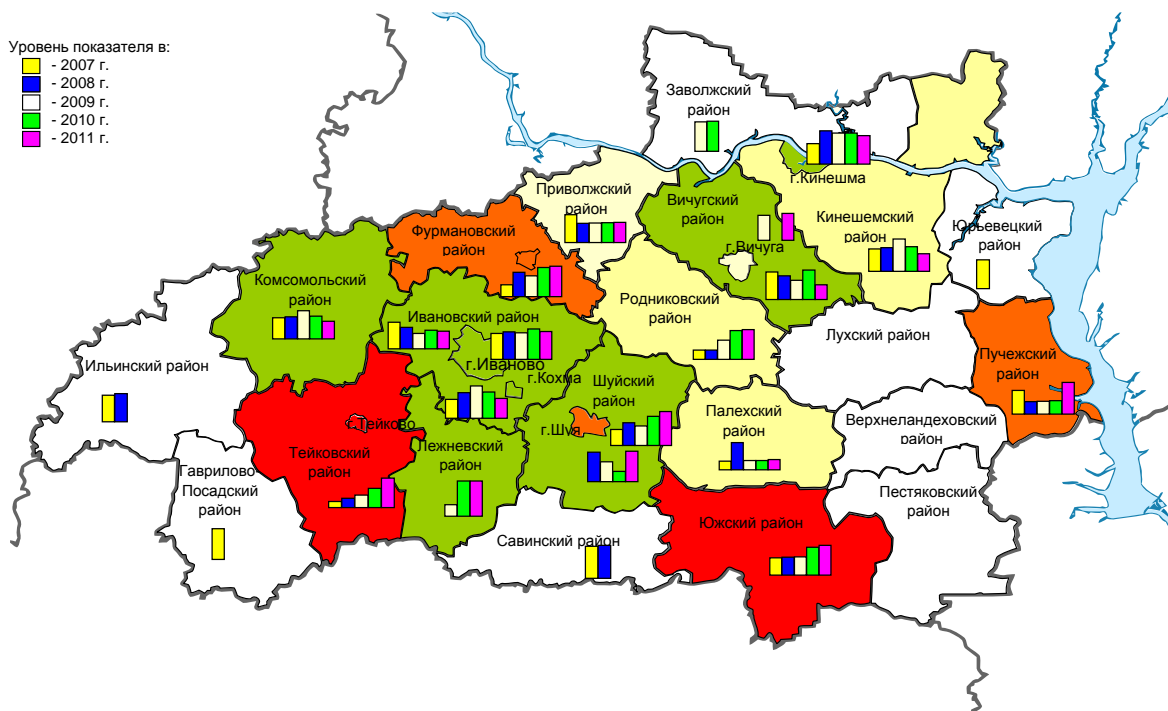 Уровень показателя в:
- 2007 г.
- 2008 г.
- 2009 г.
- 2010 г.
- 2011 г.
Заволжский
район
г.Кинешма
Приволжский
район
Вичугский
район
Кинешемский
район
Юрьевецкий
район
Фурмановский
район
г.Вичуга
Комсомольский
район
Родниковский
район
Ивановский район
Лухский район
Пучежский
район
Ильинский район
г.Иваново
г.Кохма
Шуйский
район
Палехский
район
Верхнеландеховский
район
г.Тейково
г.Шуя
Тейковский
район
Лежневский
район
Гаврилово-
Посадский
район
Пестяковский
район
Южский район
Савинский район